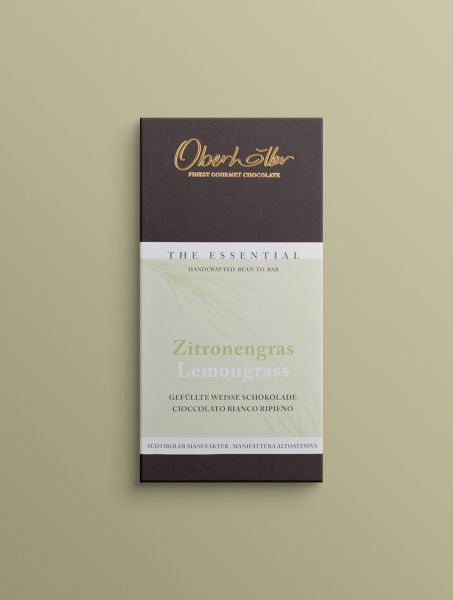 Oberhöller
FINEST GOURMET CHOCOLATE
THE ESSENTIAL
HANDCRAFTED BEAN TO BAR
Zitronengras
Lemongrass
GEFÜLLTE WEISSE SCHOKOLADE
CIOCCOLATO BIANCO RIPIENO
SÜDTIROLER MANUFAKTUR . MANIFATTURA ALTOATESINA